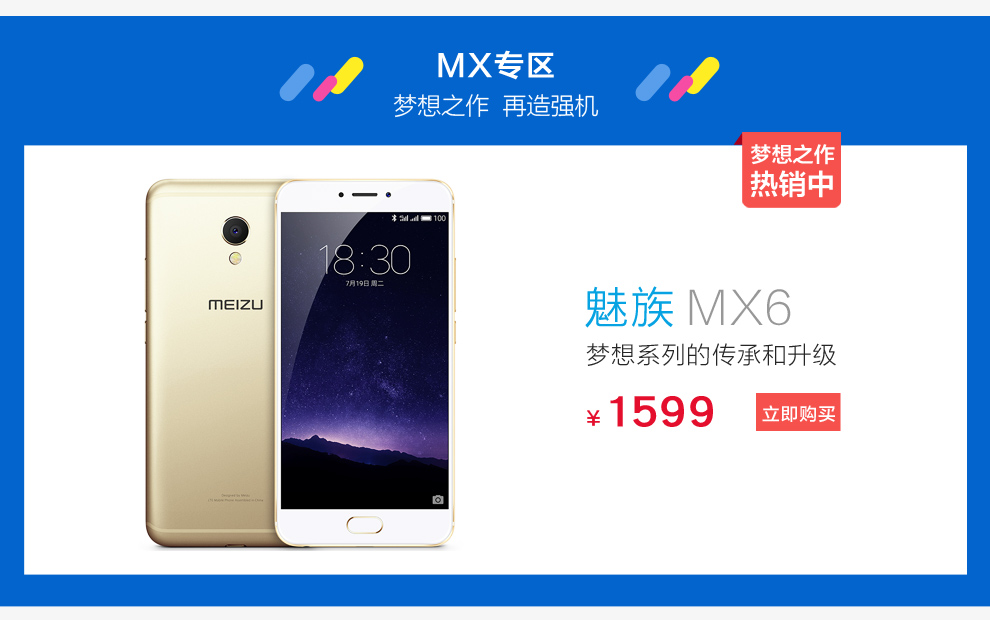 MX专区
梦想之作 再造强机
梦想之作
热销中
100
18:30
7月19日 周二
MEIZU
魅族 MX6
梦想系列的传承和升级
¥ 1599
立即购买